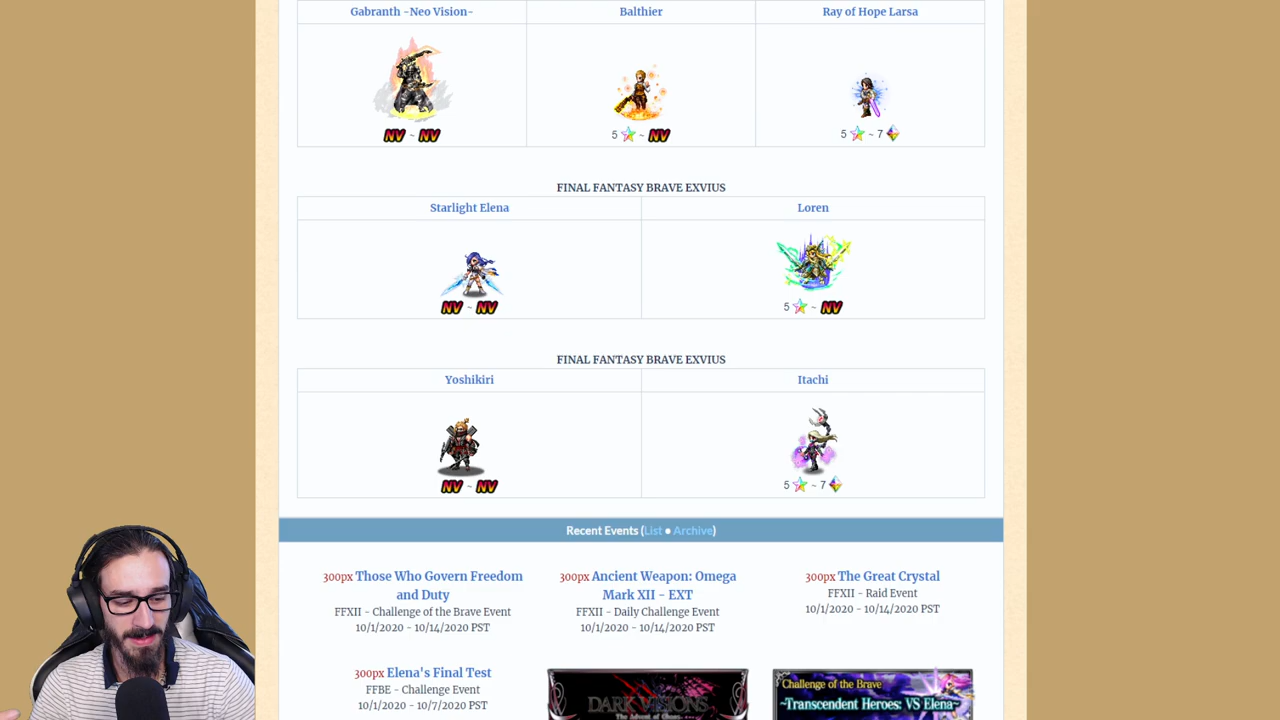 Gabranth -Neo Vision- Balthier Ray of Hope Larsa
NV ~ NV 5 ~ NV 5 ~ 7
FINAL FANTASY BRAVE EXVIUS
Starlight Elena Loren
NV ~ NV 5 ~ NV
FINAL FANTASY BRAVE EXVIUS
Yoshikiri Itachi
NV ~ NV 5 ~ 7
Recent Events (List • Archive)
300px Those Who Govern Freedom
and Duty
FFXII - Challenge of the Brave Event
10/1/2020 - 10/14/2020 PST
300px Ancient Weapon: Omega
Mark XII - EXT
FFXII - Daily Challenge Event
10/1/2020 - 10/14/2020 PST
300px The Great Crystal
FFXII - Raid Event
10/1/2020 - 10/14/2020 PST
300px Elena's Final Test
FFBE - Challenge Event
10/1/2020 - 10/7/2020 PST
DARK VISIONS
The Advent of Chaos
Challenge of the Brave
~Transcendent Heroes: VS Elena~